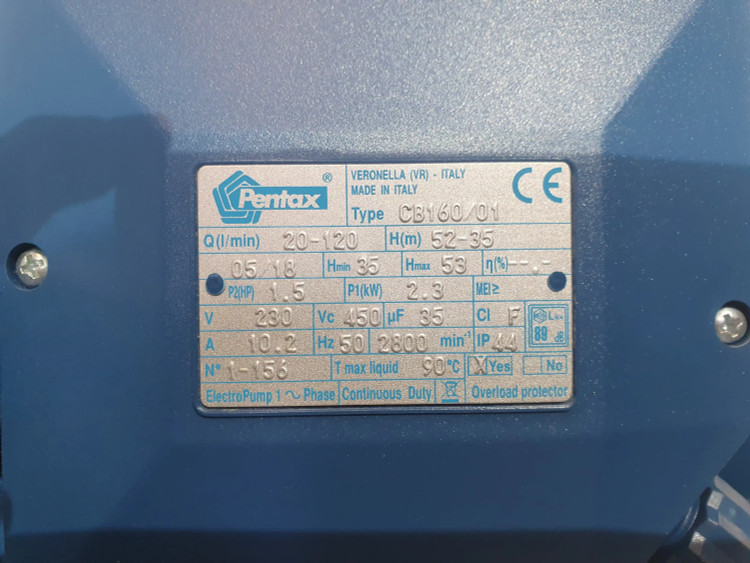 Pentax ®
VERONELLA (VR) - ITALY
MADE IN ITALY
CE
Type CB160/01
Q(l/min) 20-120 H(m) 52-35
05/18 Hmin 35 Hmax 53 η(%)--.-
P2(HP) 1.5 P1(kW) 2.3 MEI≥
V 230 Vc 450 µF 35 Cl F
A 10.2 Hz 50 2800 min⁻¹ IP 44 89 dB
N° 1-156 T max liquid 90°C X Yes No
ElectroPump 1 ~ Phase Continuous Duty Overload protector